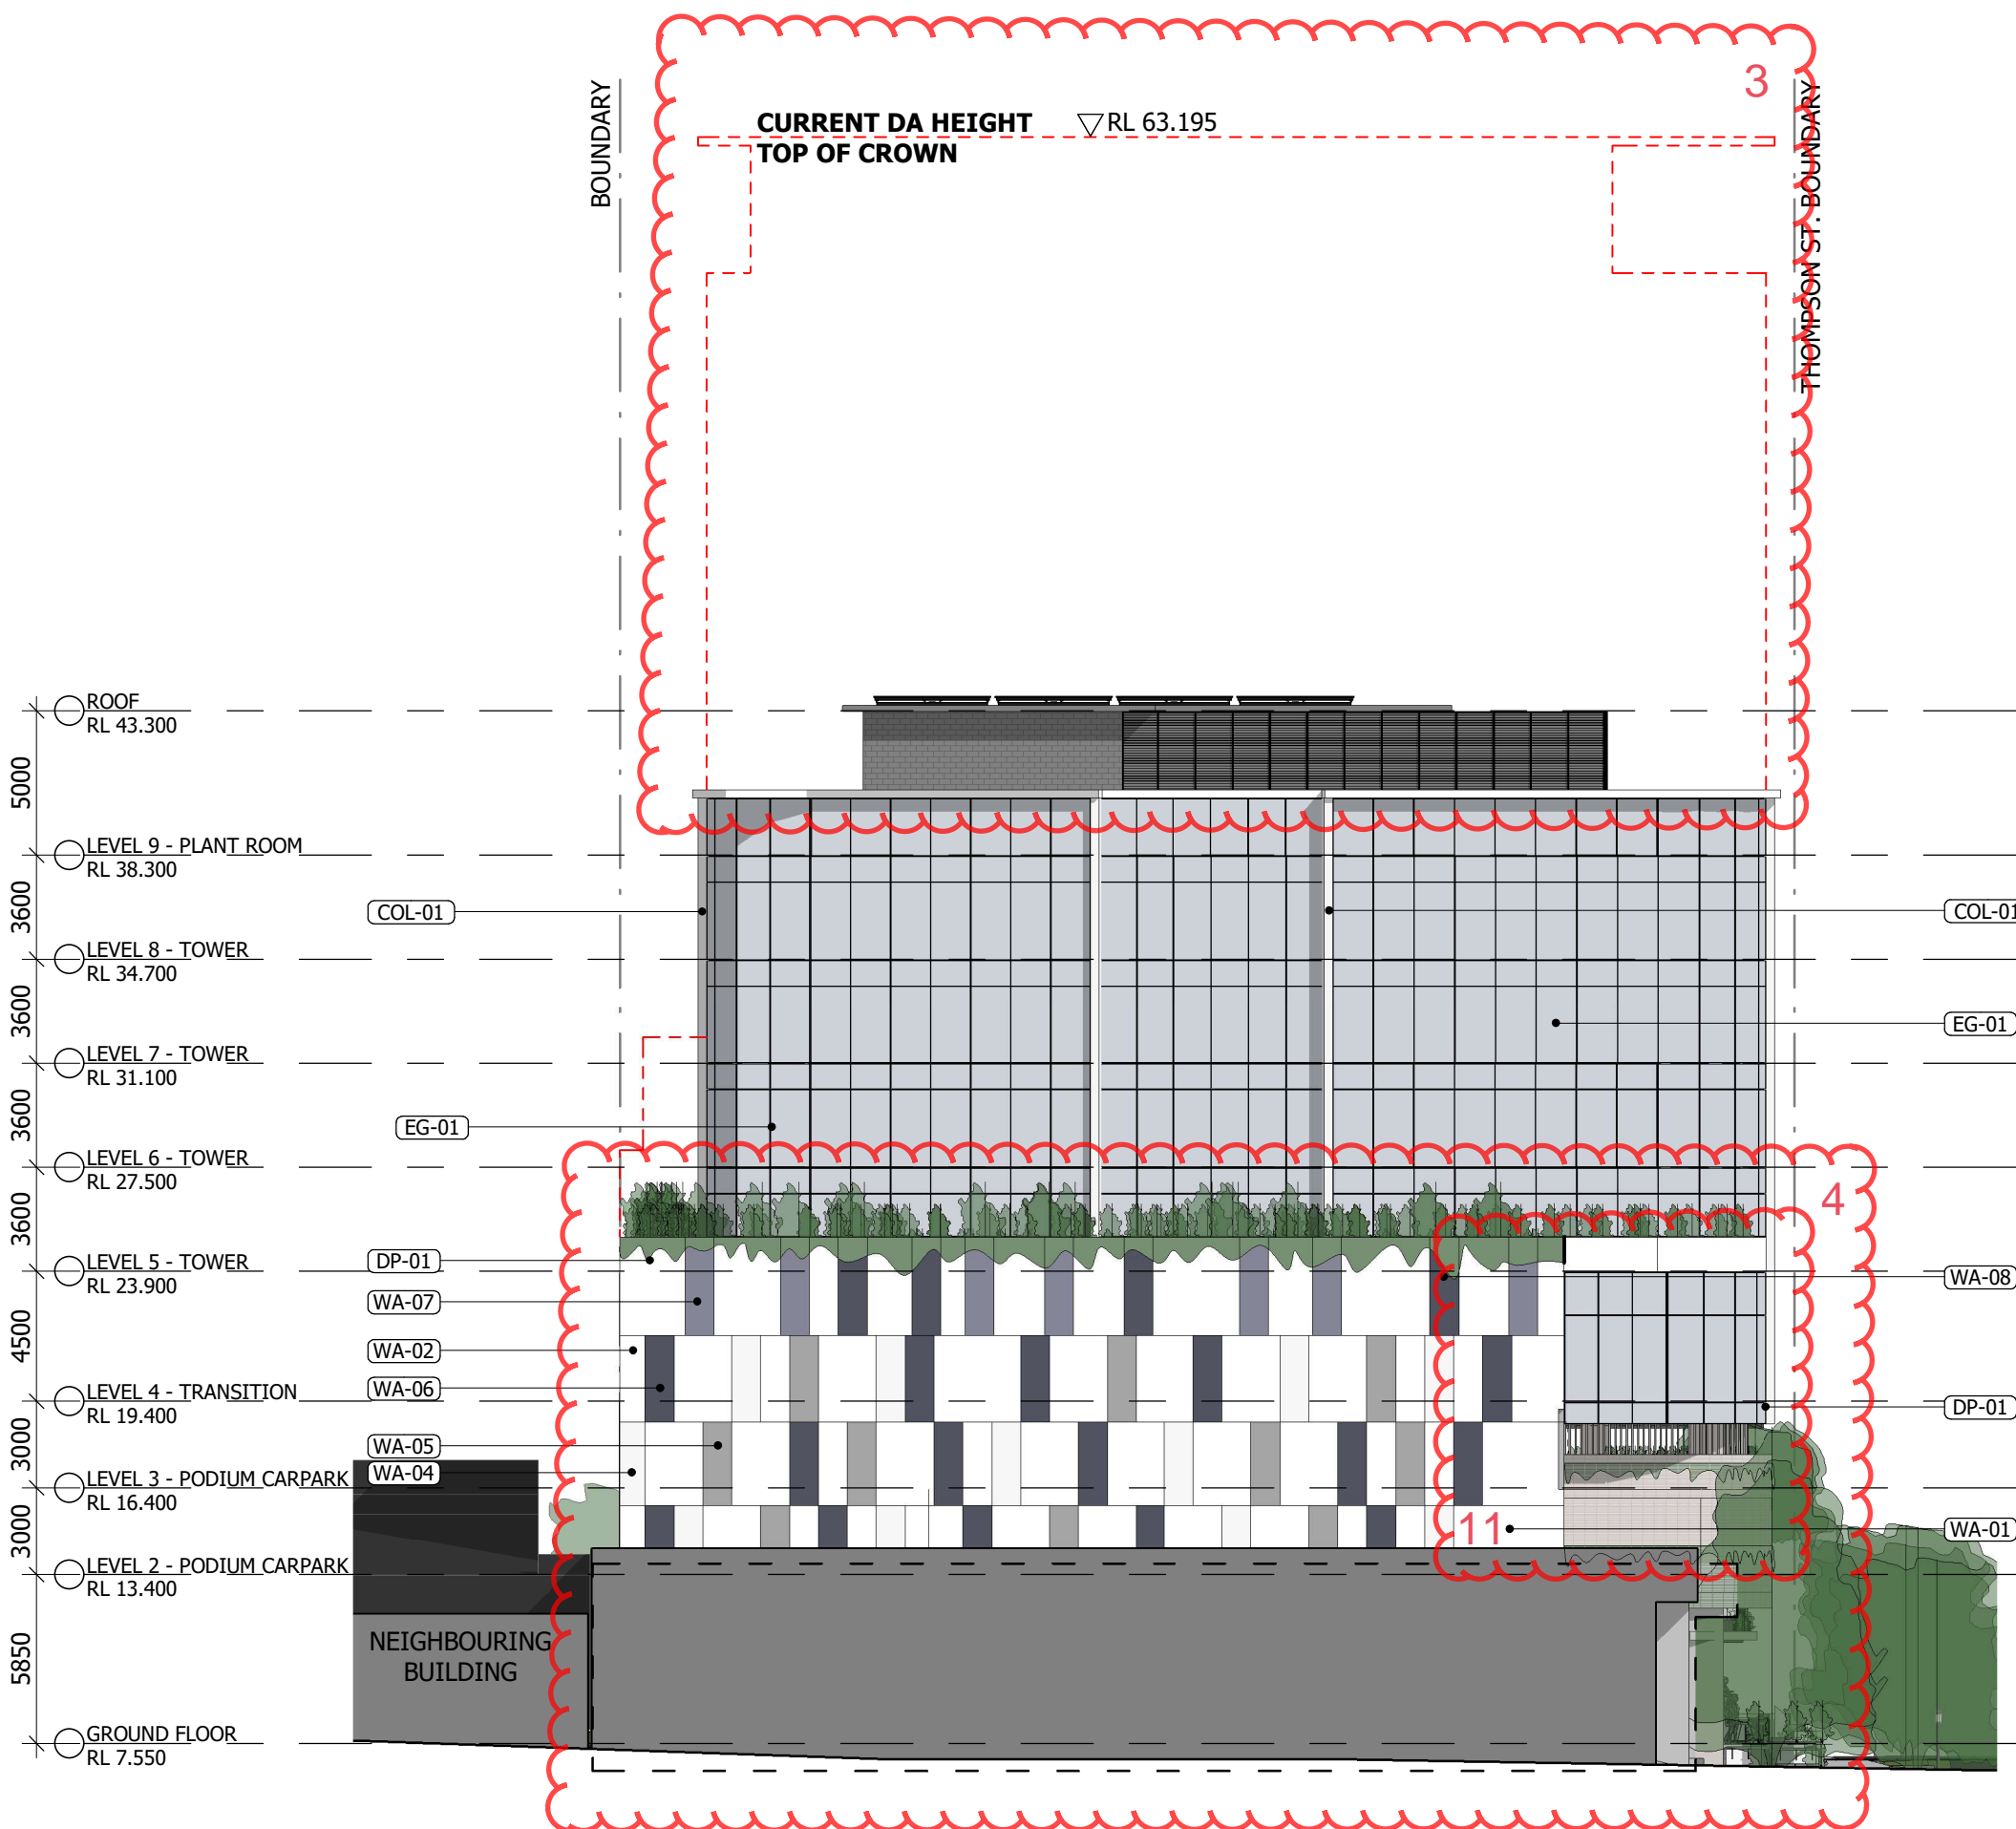 3
BOUNDARY
THOMPSON ST. BOUNDARY
CURRENT DA HEIGHT
TOP OF CROWN
RL 63.195
ROOF
RL 43.300
5000
LEVEL 9 - PLANT ROOM
RL 38.300
3600
COL-01
COL-01
LEVEL 8 - TOWER
RL 34.700
3600
EG-01
LEVEL 7 - TOWER
RL 31.100
3600
EG-01
LEVEL 6 - TOWER
RL 27.500
4
3600
DP-01
LEVEL 5 - TOWER
RL 23.900
WA-08
WA-07
4500
WA-02
WA-06
LEVEL 4 - TRANSITION
RL 19.400
DP-01
3000
WA-05
WA-04
LEVEL 3 - PODIUM CARPARK
RL 16.400
3000
11
WA-01
LEVEL 2 - PODIUM CARPARK
RL 13.400
5850
NEIGHBOURING
BUILDING
GROUND FLOOR
RL 7.550